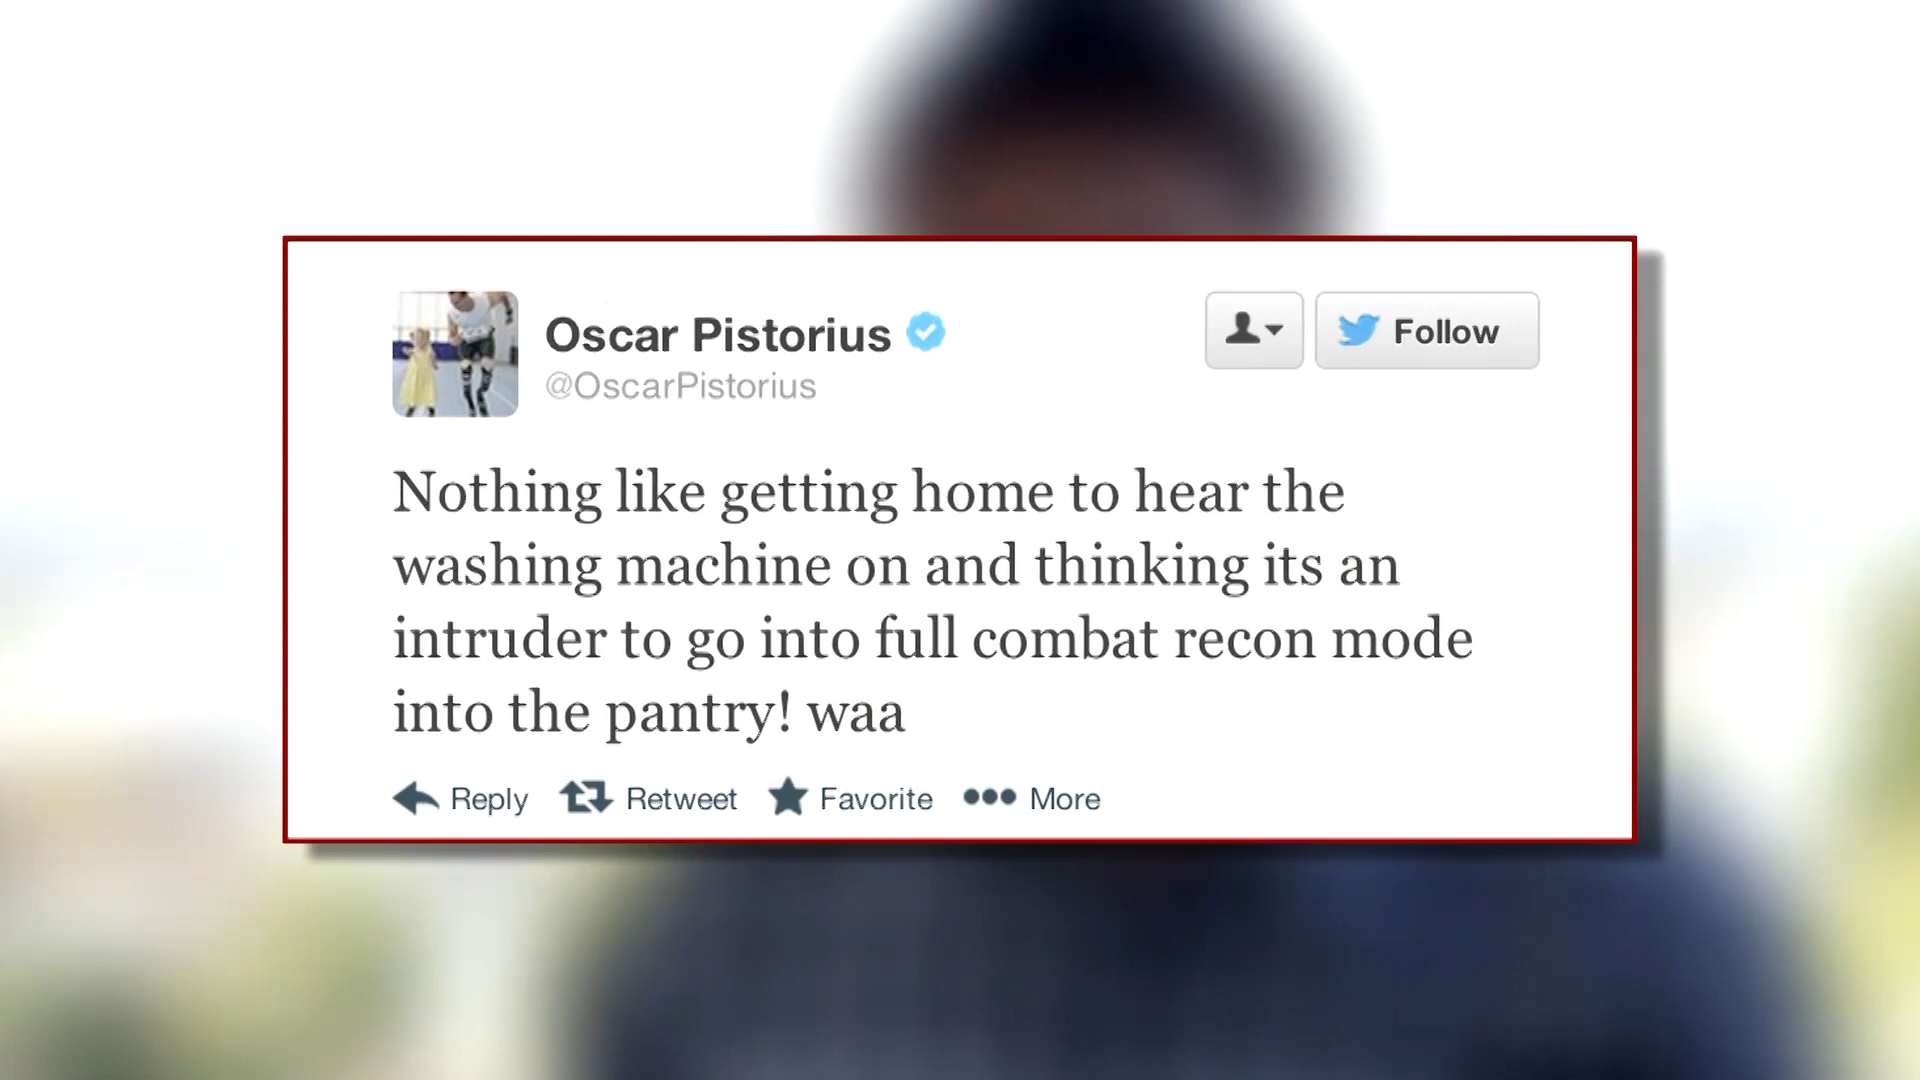 Oscar Pistorius
@OscarPistorius
Follow
Nothing like getting home to hear the
washing machine on and thinking its an
intruder to go into full combat recon mode
into the pantry! waa
Reply Retweet Favorite More